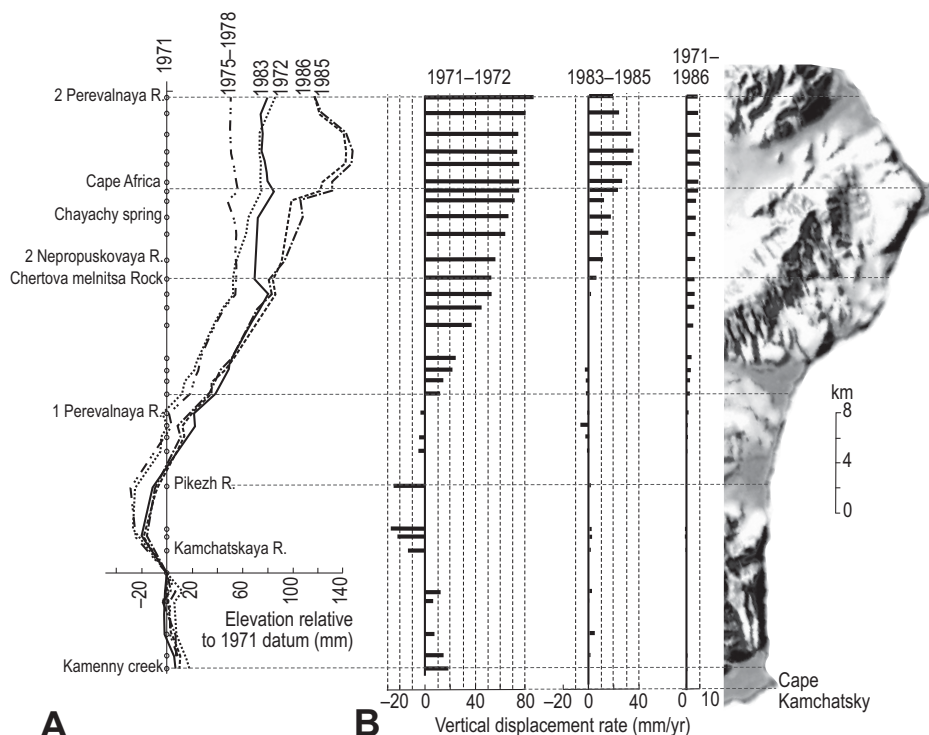 1971
1975–1978
1983
1972
1986
1985
1971–1972
1983–1985
1971–
1986
2 Perevalnaya R.
Cape Africa
Chayachy spring
2 Nepropuskovaya R.
Chertova melnitsa Rock
1 Perevalnaya R.
Pikezh R.
Kamchatskaya R.
Kamenny creek
–20 20 60 100 140
Elevation relative
to 1971 datum (mm)
km
8
4
0
–20 0 40 80 –20 0 40 0 10
Vertical displacement rate (mm/yr)
Cape
Kamchatsky
A
B